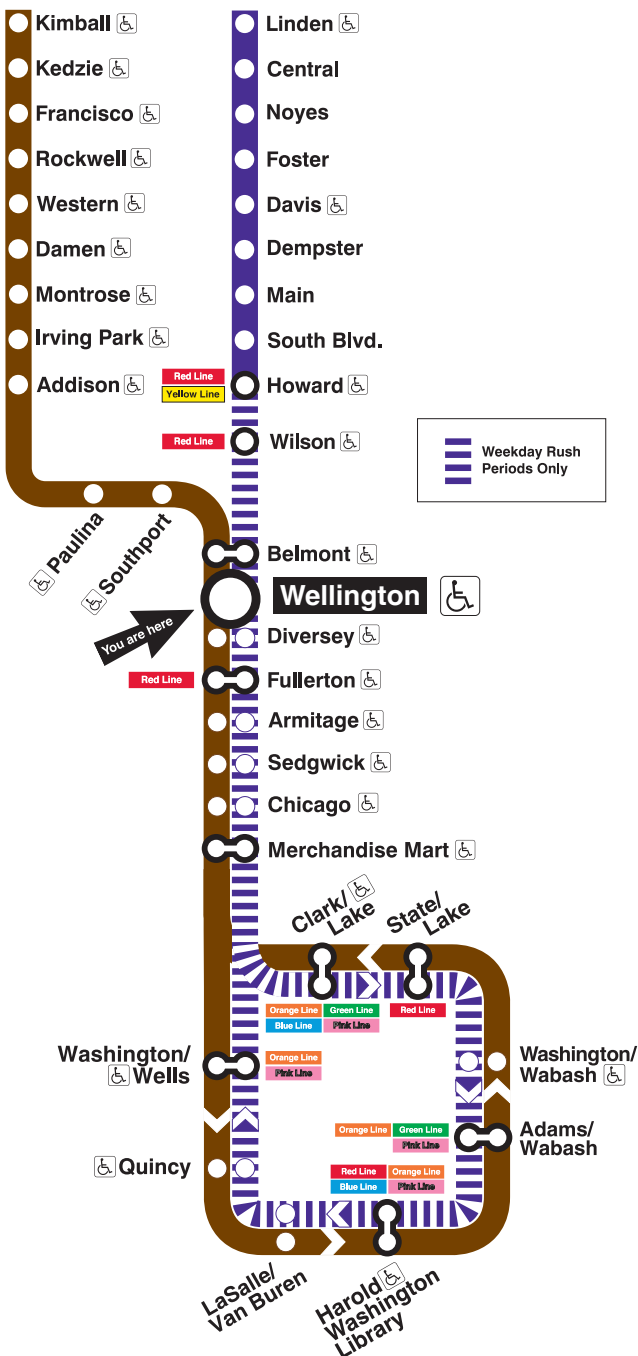 Kimball
Kedzie
Francisco
Rockwell
Western
Damen
Montrose
Irving Park
Addison
Paulina
Southport
Linden
Central
Noyes
Foster
Davis
Dempster
Main
South Blvd.
Red Line
Yellow Line
Howard
Red Line
Wilson
Weekday Rush
Periods Only
Belmont
Wellington
You are here
Diversey
Red Line
Fullerton
Armitage
Sedgwick
Chicago
Merchandise Mart
Clark/
Lake
State/
Lake
Orange Line
Green Line
Blue Line
Pink Line
Red Line
Washington/
Wells
Orange Line
Pink Line
Washington/
Wabash
Orange Line
Green Line
Pink Line
Adams/
Wabash
Quincy
Red Line
Orange Line
Blue Line
Pink Line
LaSalle/
Van Buren
Harold
Washington
Library